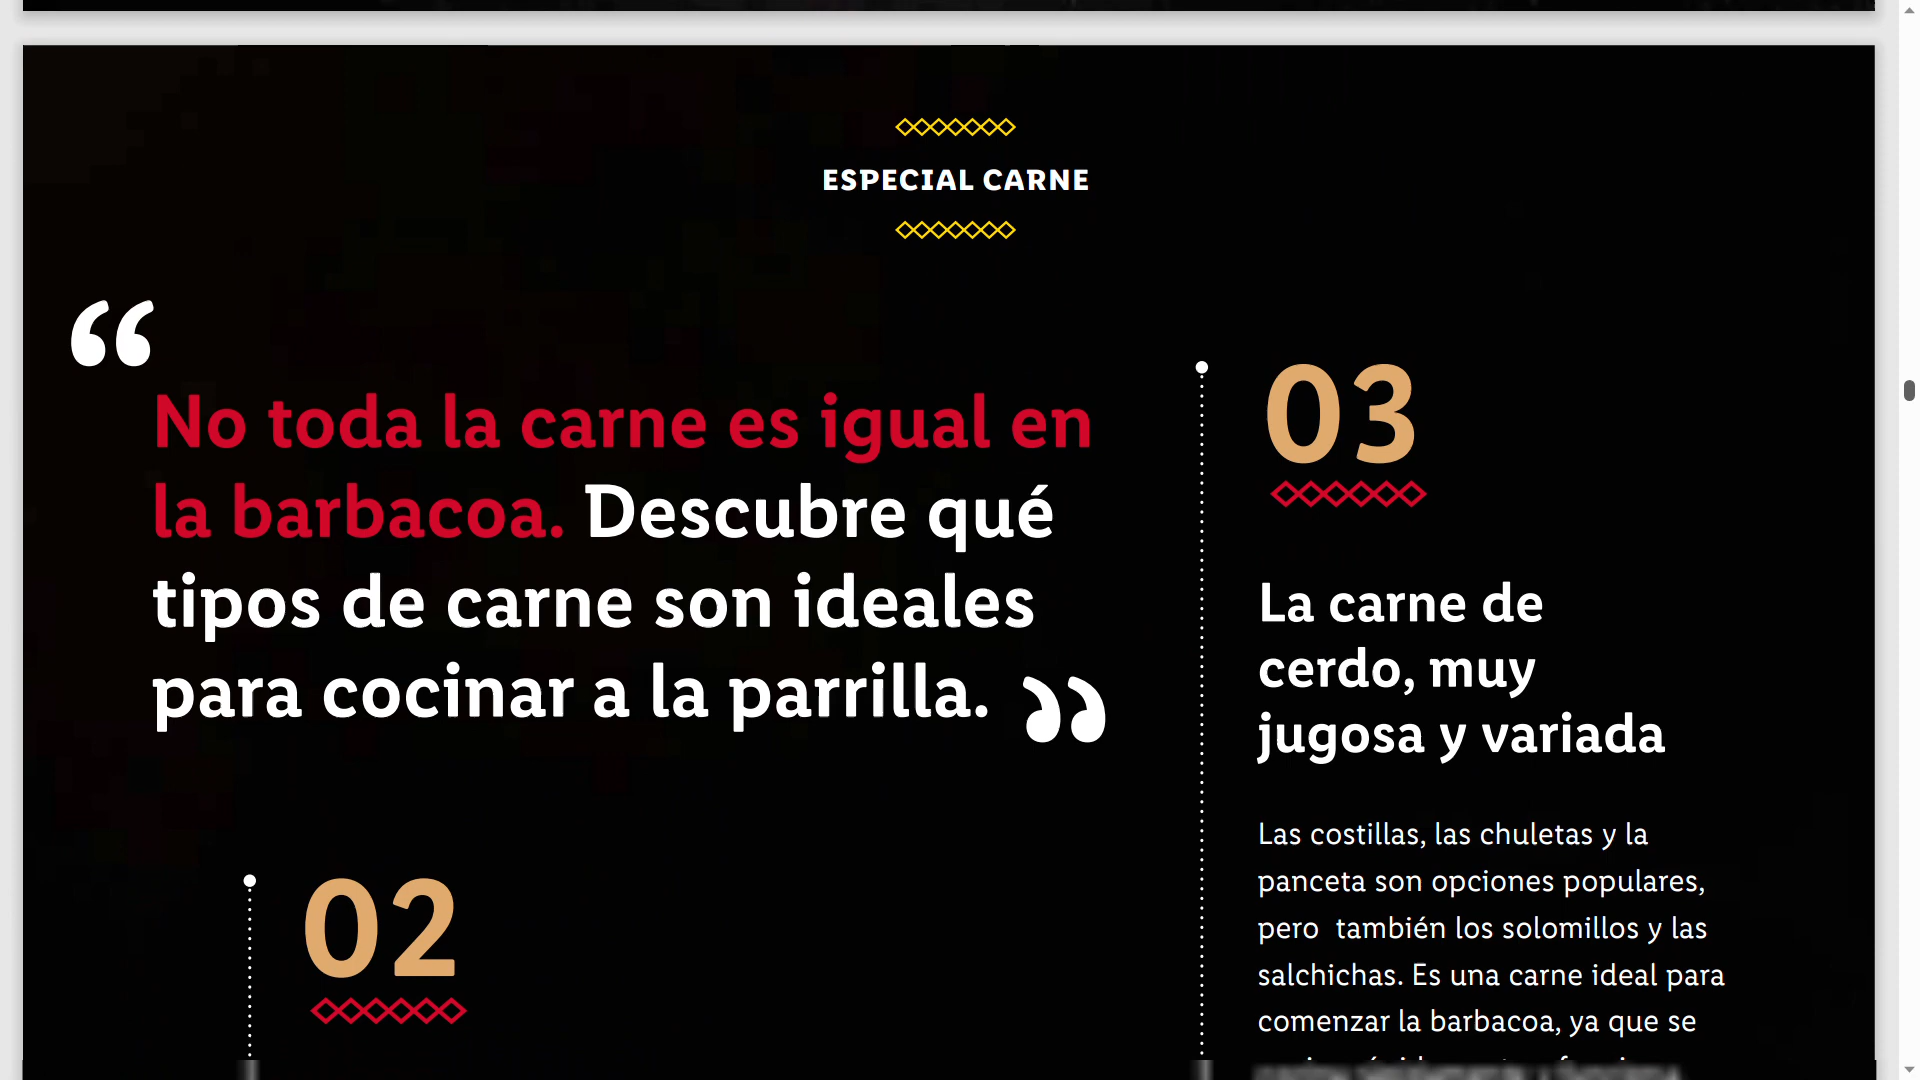 ESPECIAL CARNE
“
No toda la carne es igual en
la barbacoa. Descubre qué
tipos de carne son ideales
para cocinar a la parrilla. ”
02
03
La carne de
cerdo, muy
jugosa y variada
Las costillas, las chuletas y la
panceta son opciones populares,
pero también los solomillos y las
salchichas. Es una carne ideal para
comenzar la barbacoa, ya que se